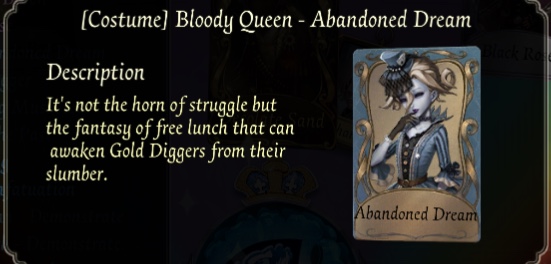 [Costume] Bloody Queen - Abandoned Dream
Description
It's not the horn of struggle but
the fantasy of free lunch that can
awaken Gold Diggers from their
slumber.
Abandoned Dream